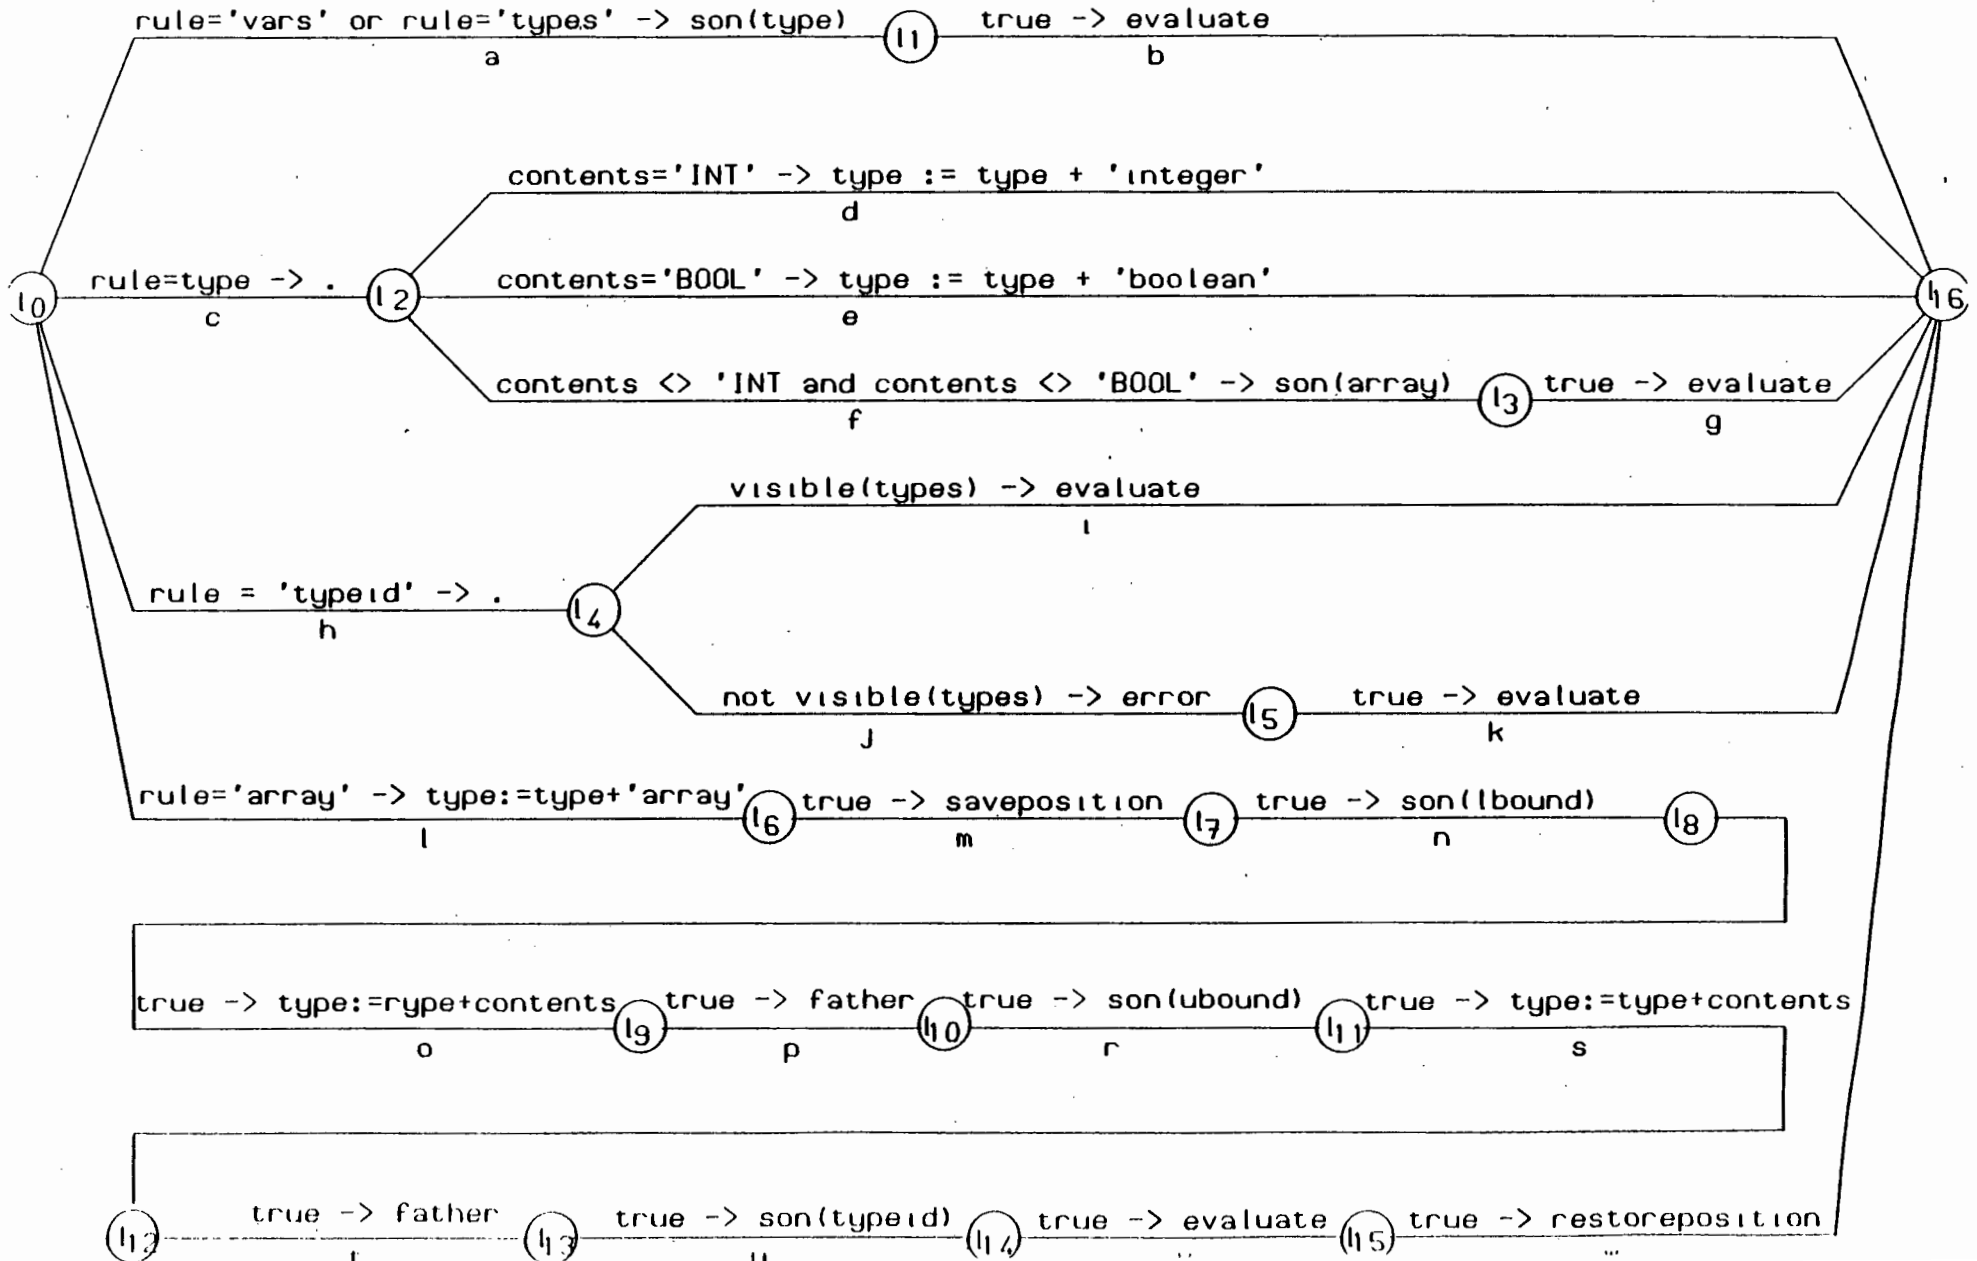 rule='vars' or rule='types' -> son(type) l1 true -> evaluate
a b
contents='INT' -> type := type + 'integer'
d
l0 rule=type -> . l2 contents='BOOL' -> type := type + 'boolean' l16
c e
contents <> 'INT and contents <> 'BOOL' -> son(array) l3 true -> evaluate
f g
visible(types) -> evaluate
i
rule = 'typeid' -> . l4
h
not visible(types) -> error l5 true -> evaluate
j k
rule='array' -> type:=type+'array' l6 true -> saveposition l7 true -> son(lbound) l8
l m n
true -> type:=rype+contents l9 true -> father l10 true -> son(ubound) l11 true -> type:=type+contents
o p r s
l12 true -> father l13 true -> son(typeid) l14 true -> evaluate l15 true -> restoreposition